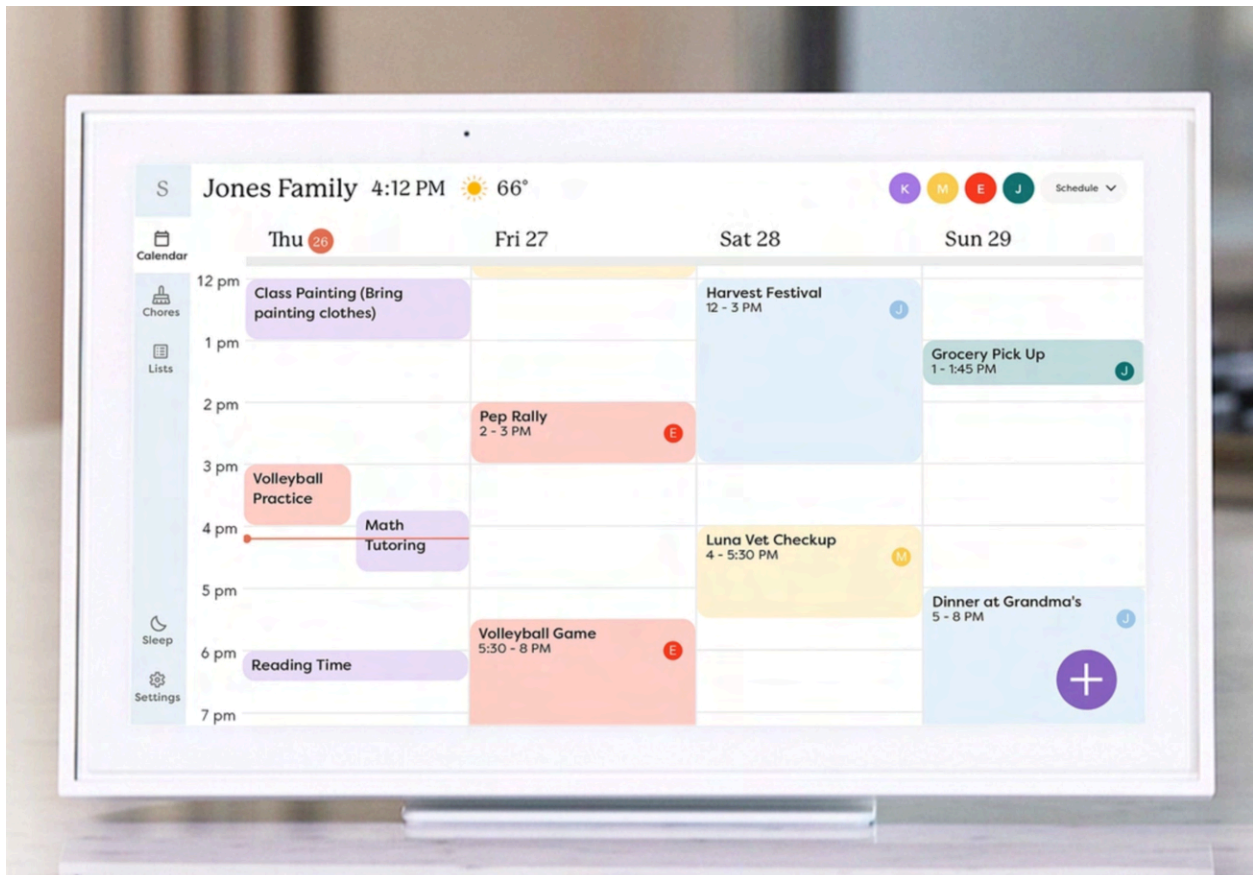 S
Jones Family 4:12 PM 66°
K M E J Schedule
Calendar
Chores
Lists
Sleep
Settings
Thu 26 Fri 27 Sat 28 Sun 29
12 pm
1 pm
2 pm
3 pm
4 pm
5 pm
6 pm
7 pm
Class Painting (Bring
painting clothes)
Volleyball
Practice
Math
Tutoring
Reading Time
Pep Rally
2 - 3 PM
E
Volleyball Game
5:30 - 8 PM
E
Harvest Festival
12 - 3 PM
J
Luna Vet Checkup
4 - 5:30 PM
M
Grocery Pick Up
1 - 1:45 PM
J
Dinner at Grandma's
5 - 8 PM
J